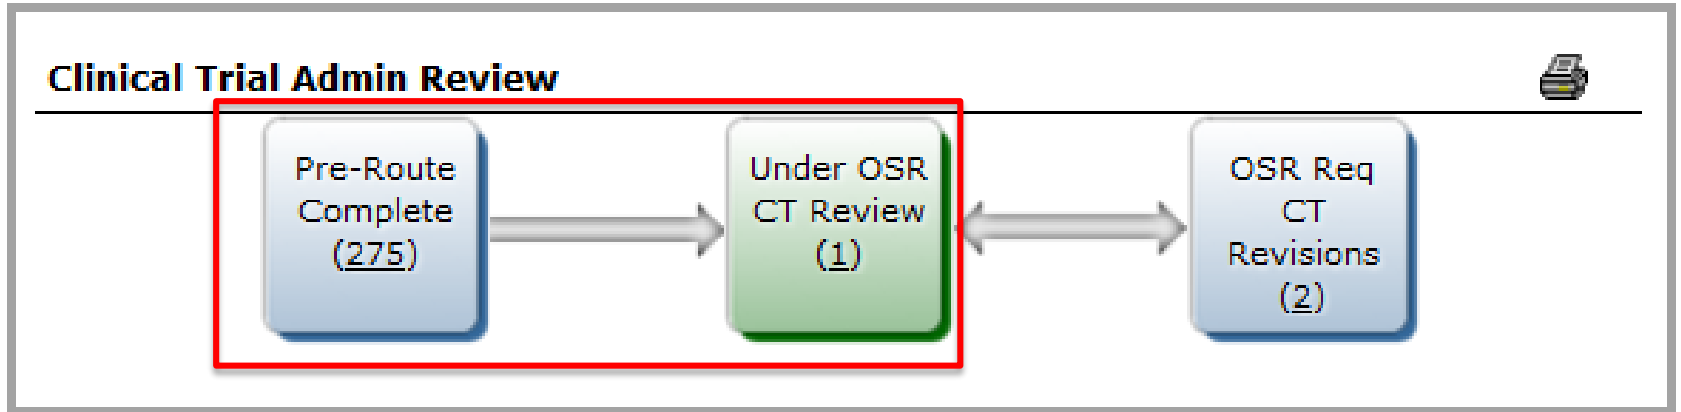 Clinical Trial Admin Review
Pre-Route
Complete
(275)
Under OSR
CT Review
(1)
OSR Req
CT
Revisions
(2)